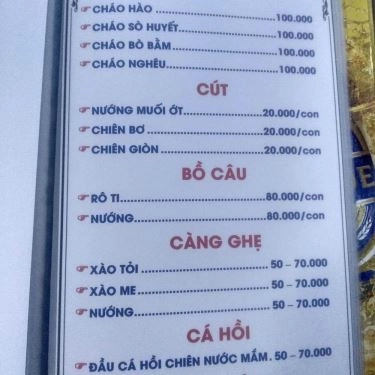 CHÁO HÀO ........ 100.000
CHÁO SÒ HUYẾT ........ 100.000
CHÁO BÒ BẰM ........ 100.000
CHÁO NGHÊU ........ 100.000
CÚT
NƯỚNG MUỐI ỚT ........ 20.000/con
CHIÊN BƠ ........ 20.000/con
CHIÊN GIÒN ........ 20.000/con
BỒ CÂU
RÔ TI ........ 80.000/con
NƯỚNG ........ 80.000/con
CÀNG GHẸ
XÀO TỎI ........ 50 – 70.000
XÀO ME ........ 50 – 70.000
NƯỚNG ........ 50 – 70.000
CÁ HỒI
ĐẦU CÁ HỒI CHIÊN NƯỚC MẮM. 50 – 70.000